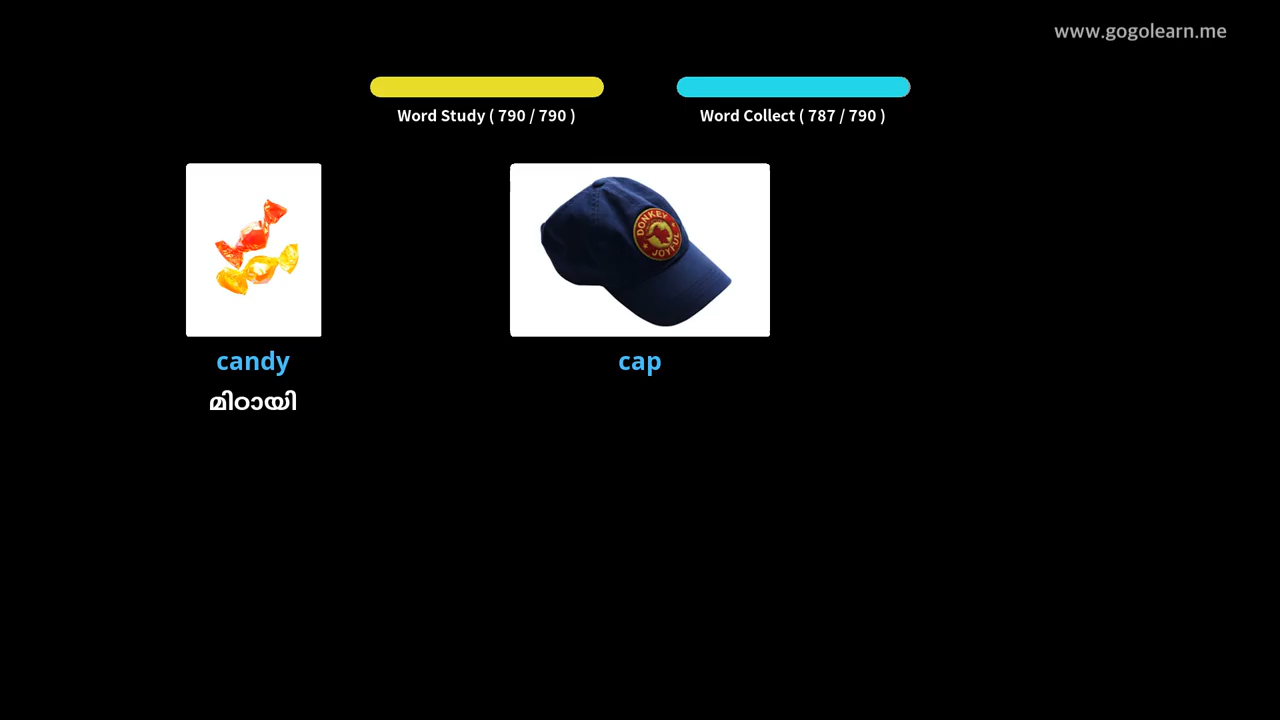 www.gogolearn.me
Word Study ( 790 / 790 )
Word Collect ( 787 / 790 )
DONKEY
JOYFUL
candy
cap
മിഠായി